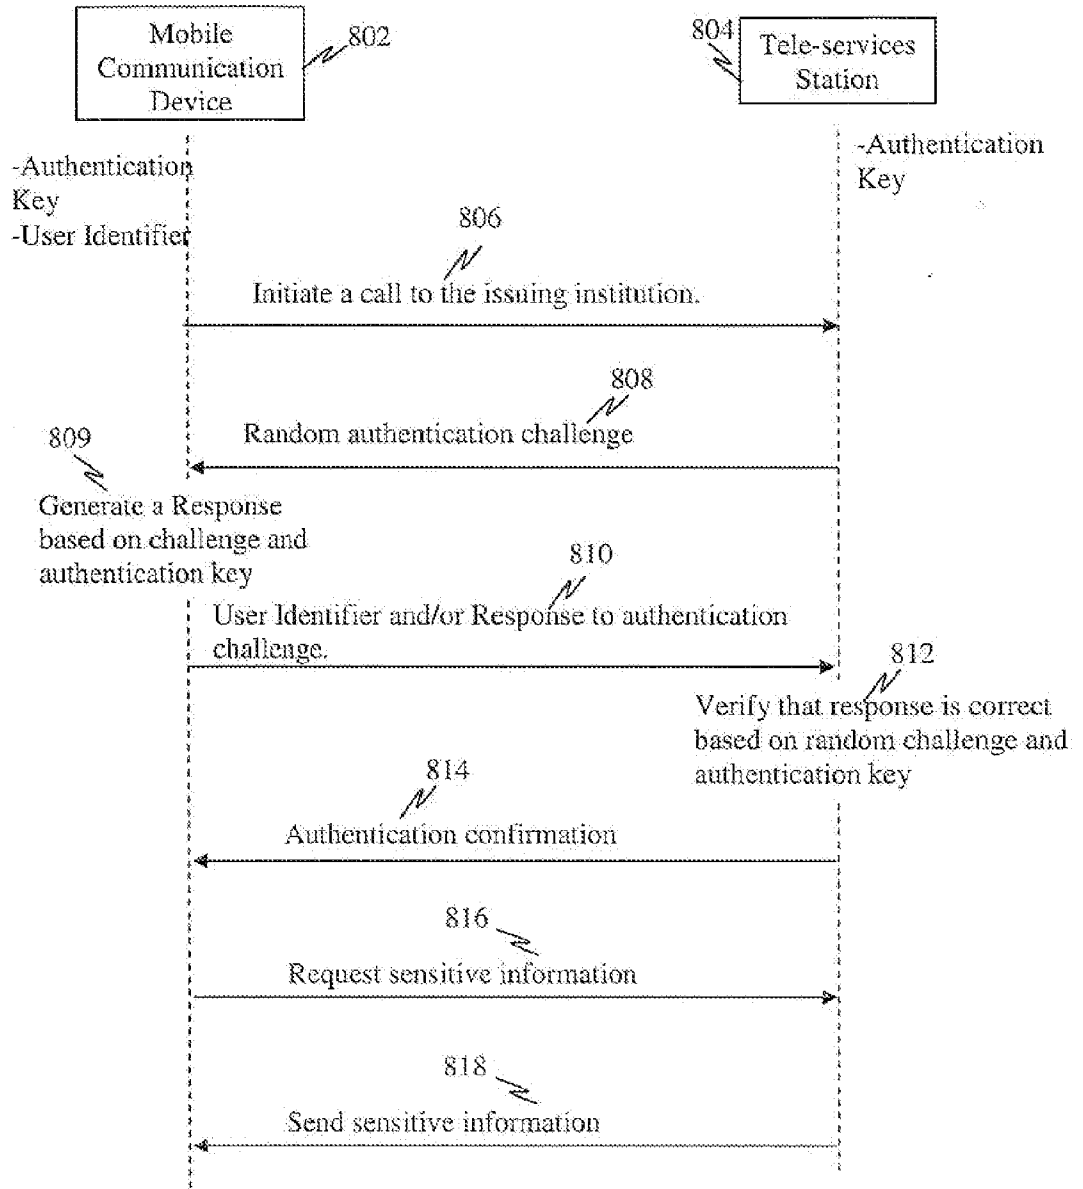 Mobile
Communication
Device
802
804
Tele-services
Station
-Authentication
Key
-User Identifier
-Authentication
Key
806
Initiate a call to the issuing institution.
808
Random authentication challenge
809
Generate a Response
based on challenge and
authentication key
810
User Identifier and/or Response to authentication
challenge.
812
Verify that response is correct
based on random challenge and
authentication key
814
Authentication confirmation
816
Request sensitive information
818
Send sensitive information